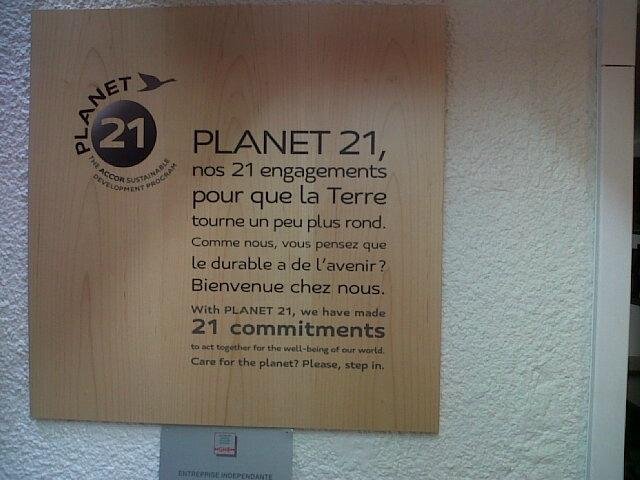 PLANET
21
THE ACCOR SUSTAINABLE
DEVELOPMENT PROGRAM
PLANET 21,
nos 21 engagements
pour que la Terre
tourne un peu plus rond.
Comme nous, vous pensez que
le durable a de l'avenir?
Bienvenue chez nous.
With PLANET 21, we have made
21 commitments
to act together for the well-being of our world.
Care for the planet? Please, step in.
ENTREPRISE INDEPENDANTE